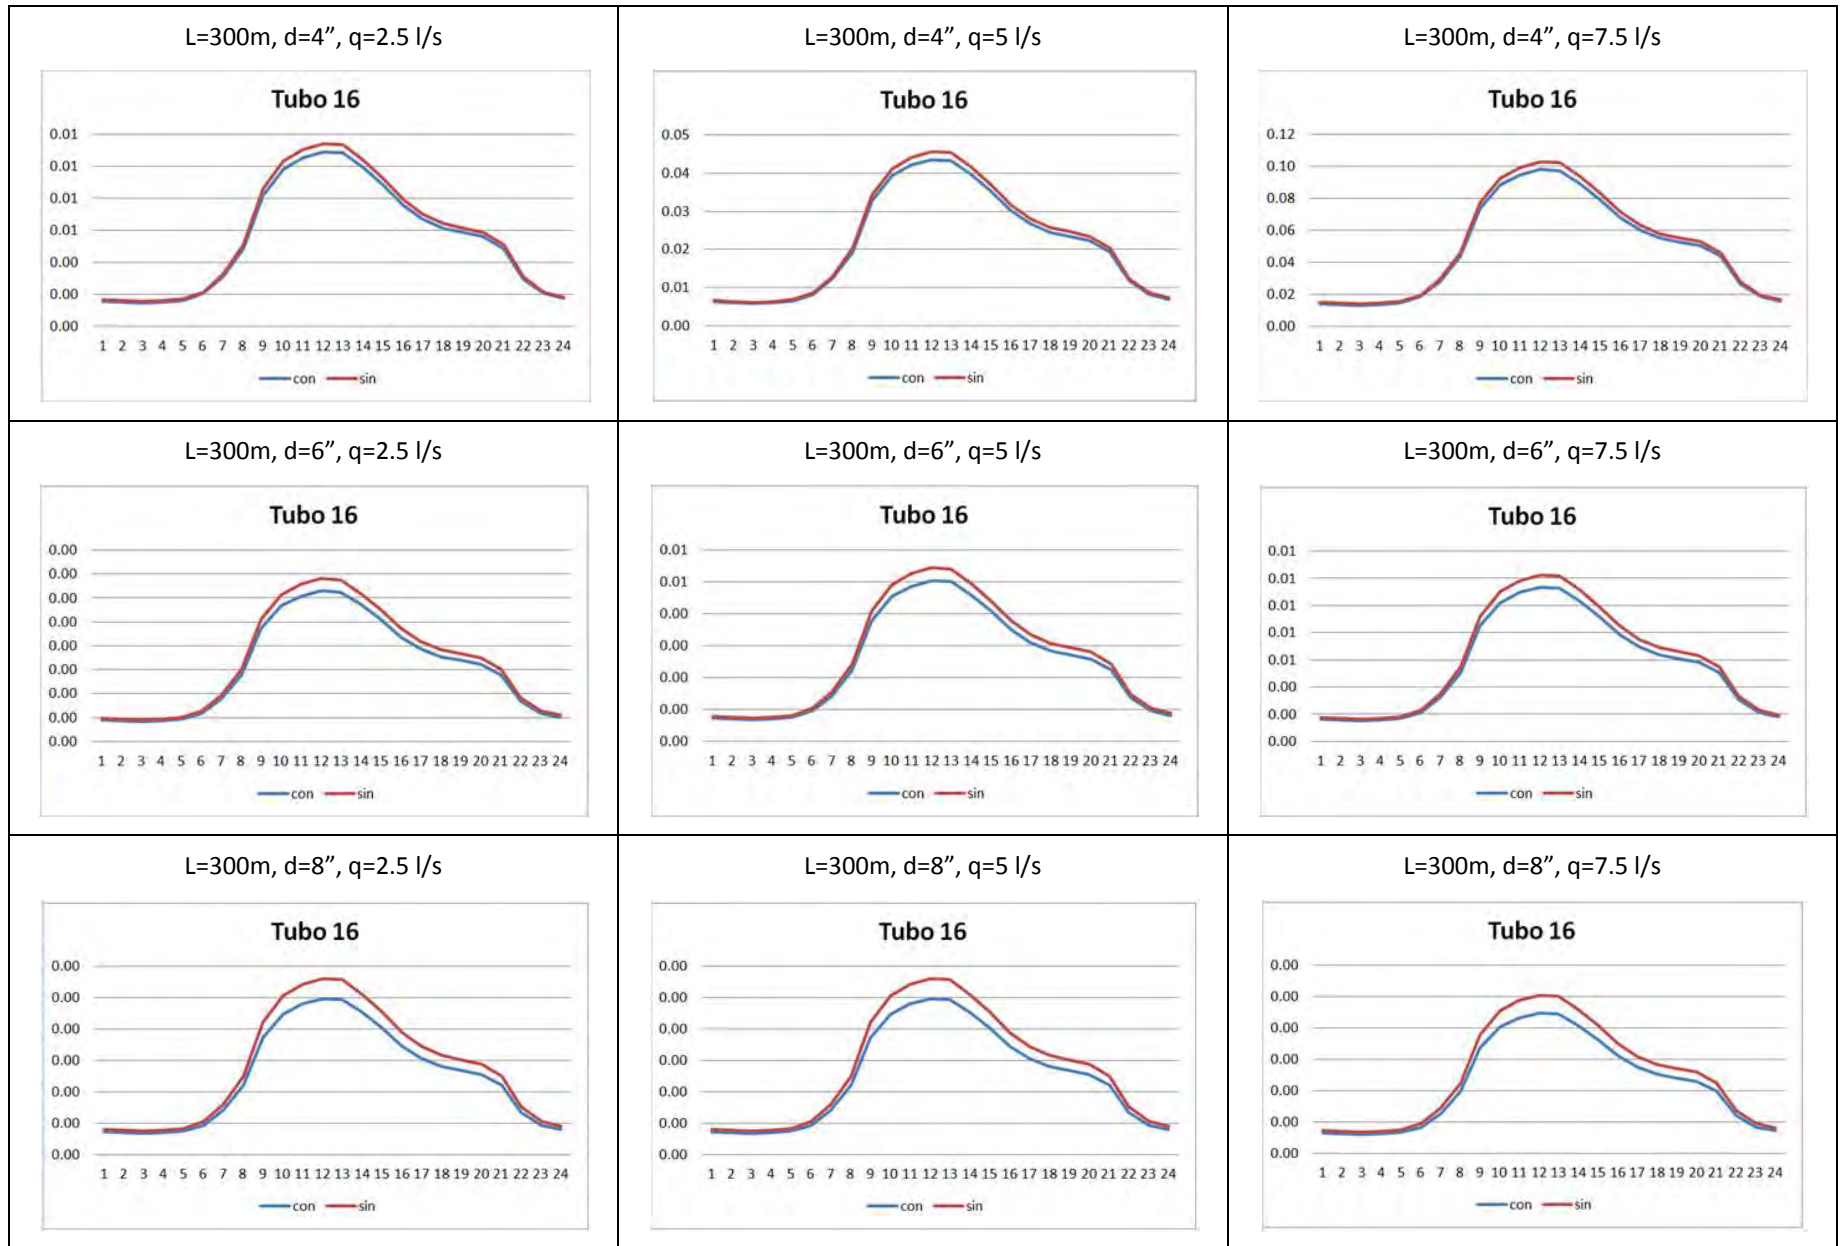 L=300m, d=4”, q=2.5 l/s
Tubo 16
0.01
0.01
0.01
0.01
0.00
0.00
0.00
1 2 3 4 5 6 7 8 9 10 11 12 13 14 15 16 17 18 19 20 21 22 23 24
con sin
L=300m, d=4”, q=5 l/s
Tubo 16
0.05
0.04
0.03
0.02
0.01
0.00
1 2 3 4 5 6 7 8 9 10 11 12 13 14 15 16 17 18 19 20 21 22 23 24
con sin
L=300m, d=4”, q=7.5 l/s
Tubo 16
0.12
0.10
0.08
0.06
0.04
0.02
0.00
1 2 3 4 5 6 7 8 9 10 11 12 13 14 15 16 17 18 19 20 21 22 23 24
con sin
L=300m, d=6”, q=2.5 l/s
Tubo 16
0.00
0.00
0.00
0.00
0.00
0.00
0.00
0.00
0.00
1 2 3 4 5 6 7 8 9 10 11 12 13 14 15 16 17 18 19 20 21 22 23 24
con sin
L=300m, d=6”, q=5 l/s
Tubo 16
0.01
0.01
0.00
0.00
0.00
0.00
0.00
1 2 3 4 5 6 7 8 9 10 11 12 13 14 15 16 17 18 19 20 21 22 23 24
con sin
L=300m, d=6”, q=7.5 l/s
Tubo 16
0.01
0.01
0.01
0.01
0.01
0.00
0.00
0.00
1 2 3 4 5 6 7 8 9 10 11 12 13 14 15 16 17 18 19 20 21 22 23 24
con sin
L=300m, d=8”, q=2.5 l/s
Tubo 16
0.00
0.00
0.00
0.00
0.00
0.00
0.00
1 2 3 4 5 6 7 8 9 10 11 12 13 14 15 16 17 18 19 20 21 22 23 24
con sin
L=300m, d=8”, q=5 l/s
Tubo 16
0.00
0.00
0.00
0.00
0.00
0.00
0.00
1 2 3 4 5 6 7 8 9 10 11 12 13 14 15 16 17 18 19 20 21 22 23 24
con sin
L=300m, d=8”, q=7.5 l/s
Tubo 16
0.00
0.00
0.00
0.00
0.00
0.00
0.00
1 2 3 4 5 6 7 8 9 10 11 12 13 14 15 16 17 18 19 20 21 22 23 24
con sin